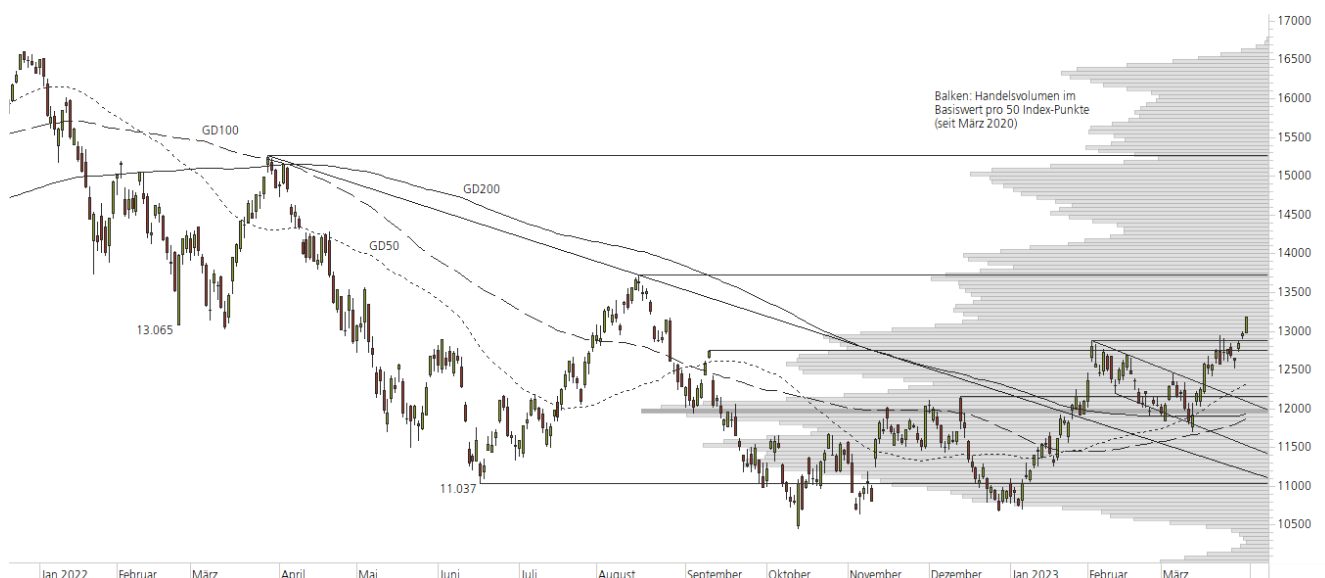 17000
16500
16000
15500
15000
14500
14000
13500
13000
12500
12000
11500
11000
10500
Balken: Handelsvolumen im
Basiswert pro 50 Index-Punkte
(seit März 2020)
GD100
GD200
GD50
13.065
11.037
Jan 2022 Februar März April Mai Juni Juli August September Oktober November Dezember Jan 2023 Februar März